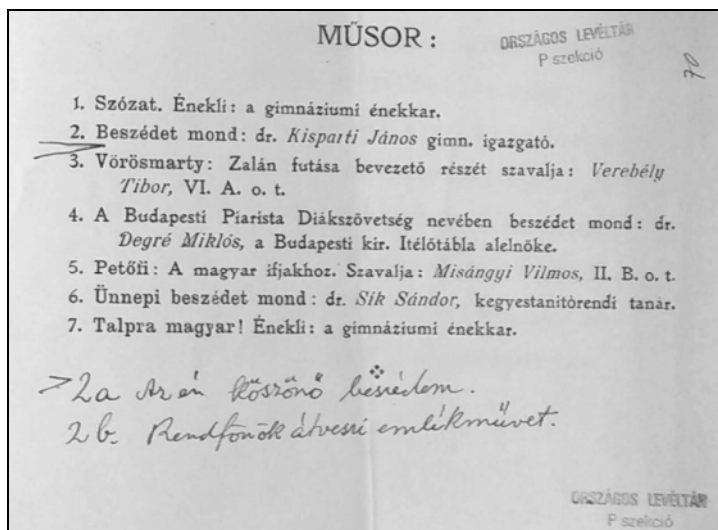 MŰSOR :
ORSZÁGOS LEVÉLTÁR
P szekció
70
1. Szózat. Énekli: a gimnáziumi énekkar.
2. Beszédet mond: dr. Kisparti János gimn. igazgató.
3. Vörösmarty: Zalán futása bevezető részét szavalja: Verebély
Tibor, VI. A. o. t.
4. A Budapesti Piarista Diákszövetség nevében beszédet mond: dr.
Degré Miklós, a Budapesti kir. Itélőtábla alelnöke.
5. Petőfi: A magyar ifjakhoz. Szavalja: Misángyi Vilmos, II. B. o. t.
6. Ünnepi beszédet mond: dr. Sík Sándor, kegyestanítórendi tanár.
7. Talpra magyar! Énekli: a gimnáziumi énekkar.
2a Az én köszönő beszédem.
2b. Rendfőnök átveszi emlékművet.
ORSZÁGOS LEVÉLTÁR
P szekció